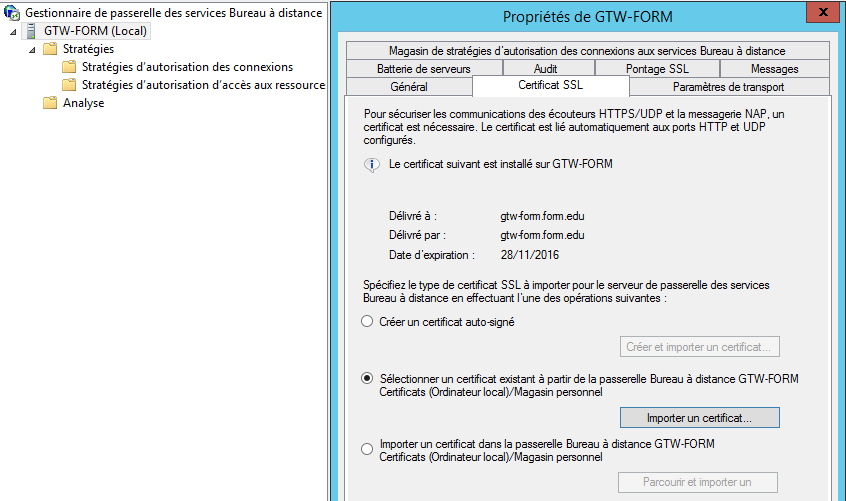 Gestionnaire de passerelle des services Bureau à distance
GTW-FORM (Local)
Stratégies
Stratégies d'autorisation des connexions
Stratégies d'autorisation d'accès aux ressource
Analyse
Propriétés de GTW-FORM
x
Magasin de stratégies d'autorisation des connexions aux services Bureau à distance
Batterie de serveurs Audit Pontage SSL Messages
Général Certificat SSL Paramètres de transport
Pour sécuriser les communications des écouteurs HTTPS/UDP et la messagerie NAP, un
certificat est nécessaire. Le certificat est lié automatiquement aux ports HTTP et UDP
configurés.
Le certificat suivant est installé sur GTW-FORM
Délivré à : gtw-form.form.edu
Délivré par : gtw-form.form.edu
Date d'expiration : 28/11/2016
Spécifiez le type de certificat SSL à importer pour le serveur de passerelle des services
Bureau à distance en effectuant l'une des opérations suivantes :
Créer un certificat auto-signé
Créer et importer un certificat...
Sélectionner un certificat existant à partir de la passerelle Bureau à distance GTW-FORM
Certificats (Ordinateur local)/Magasin personnel
Importer un certificat...
Importer un certificat dans la passerelle Bureau à distance GTW-FORM
Certificats (Ordinateur local)/Magasin personnel
Parcourir et importer un